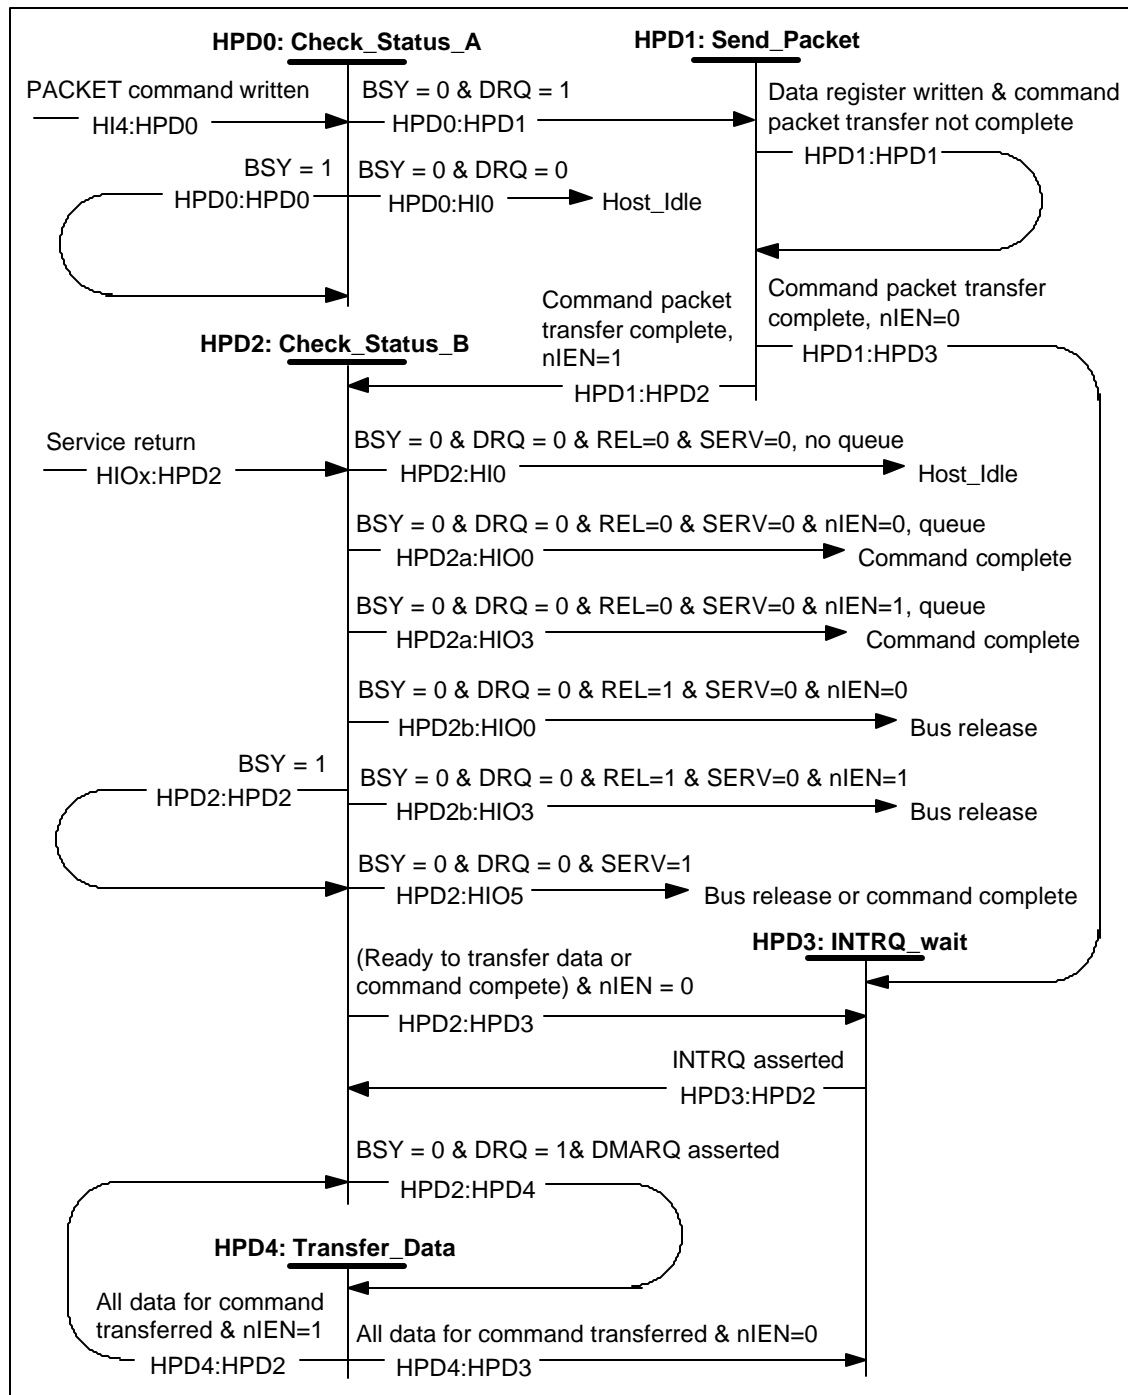 HPD0: Check_Status_A
HPD1: Send_Packet
PACKET command written
HI4:HPD0
BSY = 0 & DRQ = 1
HPD0:HPD1
Data register written & command
packet transfer not complete
HPD1:HPD1
BSY = 1
HPD0:HPD0
BSY = 0 & DRQ = 0
HPD0:HI0
Host_Idle
Command packet
transfer complete,
nIEN=1
HPD1:HPD2
Command packet transfer
complete, nIEN=0
HPD1:HPD3
HPD2: Check_Status_B
Service return
HIOx:HPD2
BSY = 0 & DRQ = 0 & REL=0 & SERV=0, no queue
HPD2:HI0
Host_Idle
BSY = 0 & DRQ = 0 & REL=0 & SERV=0 & nIEN=0, queue
HPD2a:HIO0
Command complete
BSY = 0 & DRQ = 0 & REL=0 & SERV=0 & nIEN=1, queue
HPD2a:HIO3
Command complete
BSY = 0 & DRQ = 0 & REL=1 & SERV=0 & nIEN=0
HPD2b:HIO0
Bus release
BSY = 1
HPD2:HPD2
BSY = 0 & DRQ = 0 & REL=1 & SERV=0 & nIEN=1
HPD2b:HIO3
Bus release
BSY = 0 & DRQ = 0 & SERV=1
HPD2:HIO5
Bus release or command complete
HPD3: INTRQ_wait
(Ready to transfer data or
command compete) & nIEN = 0
HPD2:HPD3
INTRQ asserted
HPD3:HPD2
BSY = 0 & DRQ = 1& DMARQ asserted
HPD2:HPD4
HPD4: Transfer_Data
All data for command
transferred & nIEN=1
HPD4:HPD2
All data for command transferred & nIEN=0
HPD4:HPD3